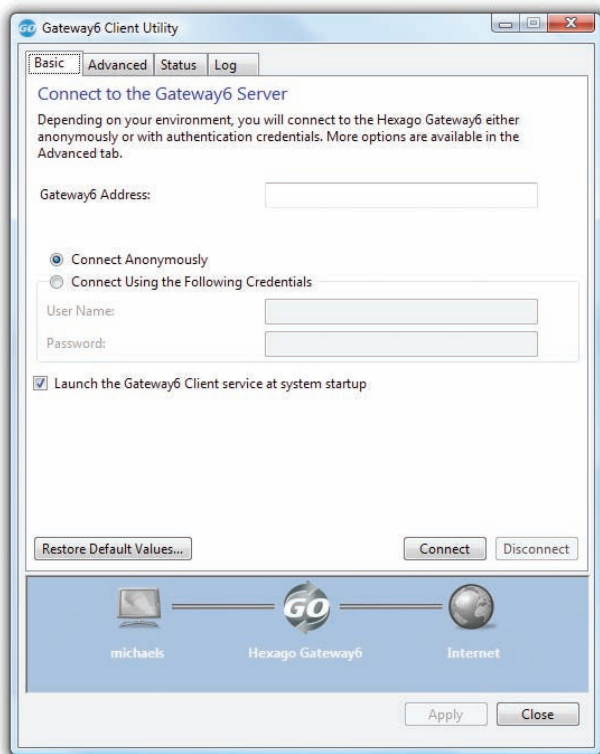 GO Gateway6 Client Utility
Basic Advanced Status Log
Connect to the Gateway6 Server
Depending on your environment, you will connect to the Hexago Gateway6 either
anonymously or with authentication credentials. More options are available in the
Advanced tab.
Gateway6 Address:
Connect Anonymously
Connect Using the Following Credentials
User Name:
Password:
Launch the Gateway6 Client service at system startup
Restore Default Values... Connect Disconnect
GO
michaels Hexago Gateway6 Internet
Apply Close